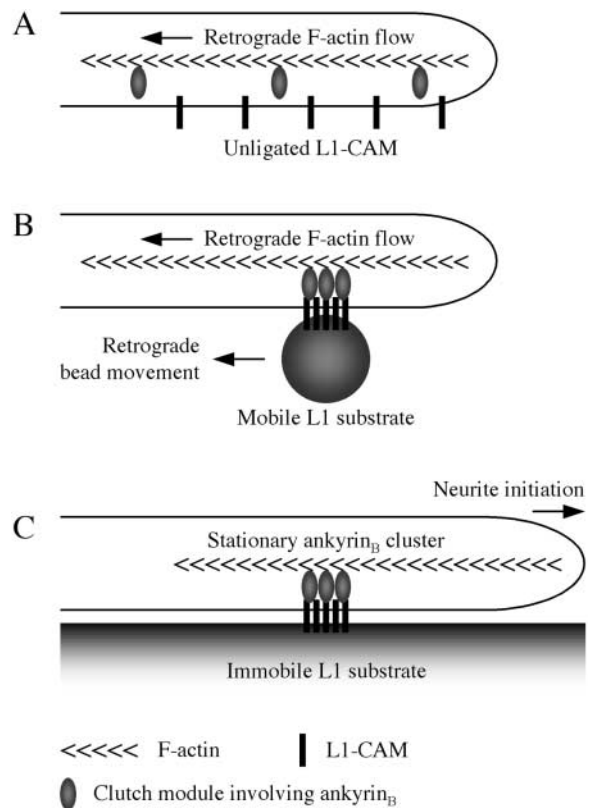 A
Retrograde F-actin flow
<<<<<<<<<<<<<<<<<<<<<<<<<
Unligated L1-CAM
B
Retrograde F-actin flow
<<<<<<<<<<<<<<<<<<<<<<<<<
Retrograde
bead movement
Mobile L1 substrate
Neurite initiation
C
Stationary ankyrinB cluster
<<<<<<<<<<<<<<<<<<<<<<<<<
Immobile L1 substrate
<<<<< F-actin
L1-CAM
Clutch module involving ankyrinB